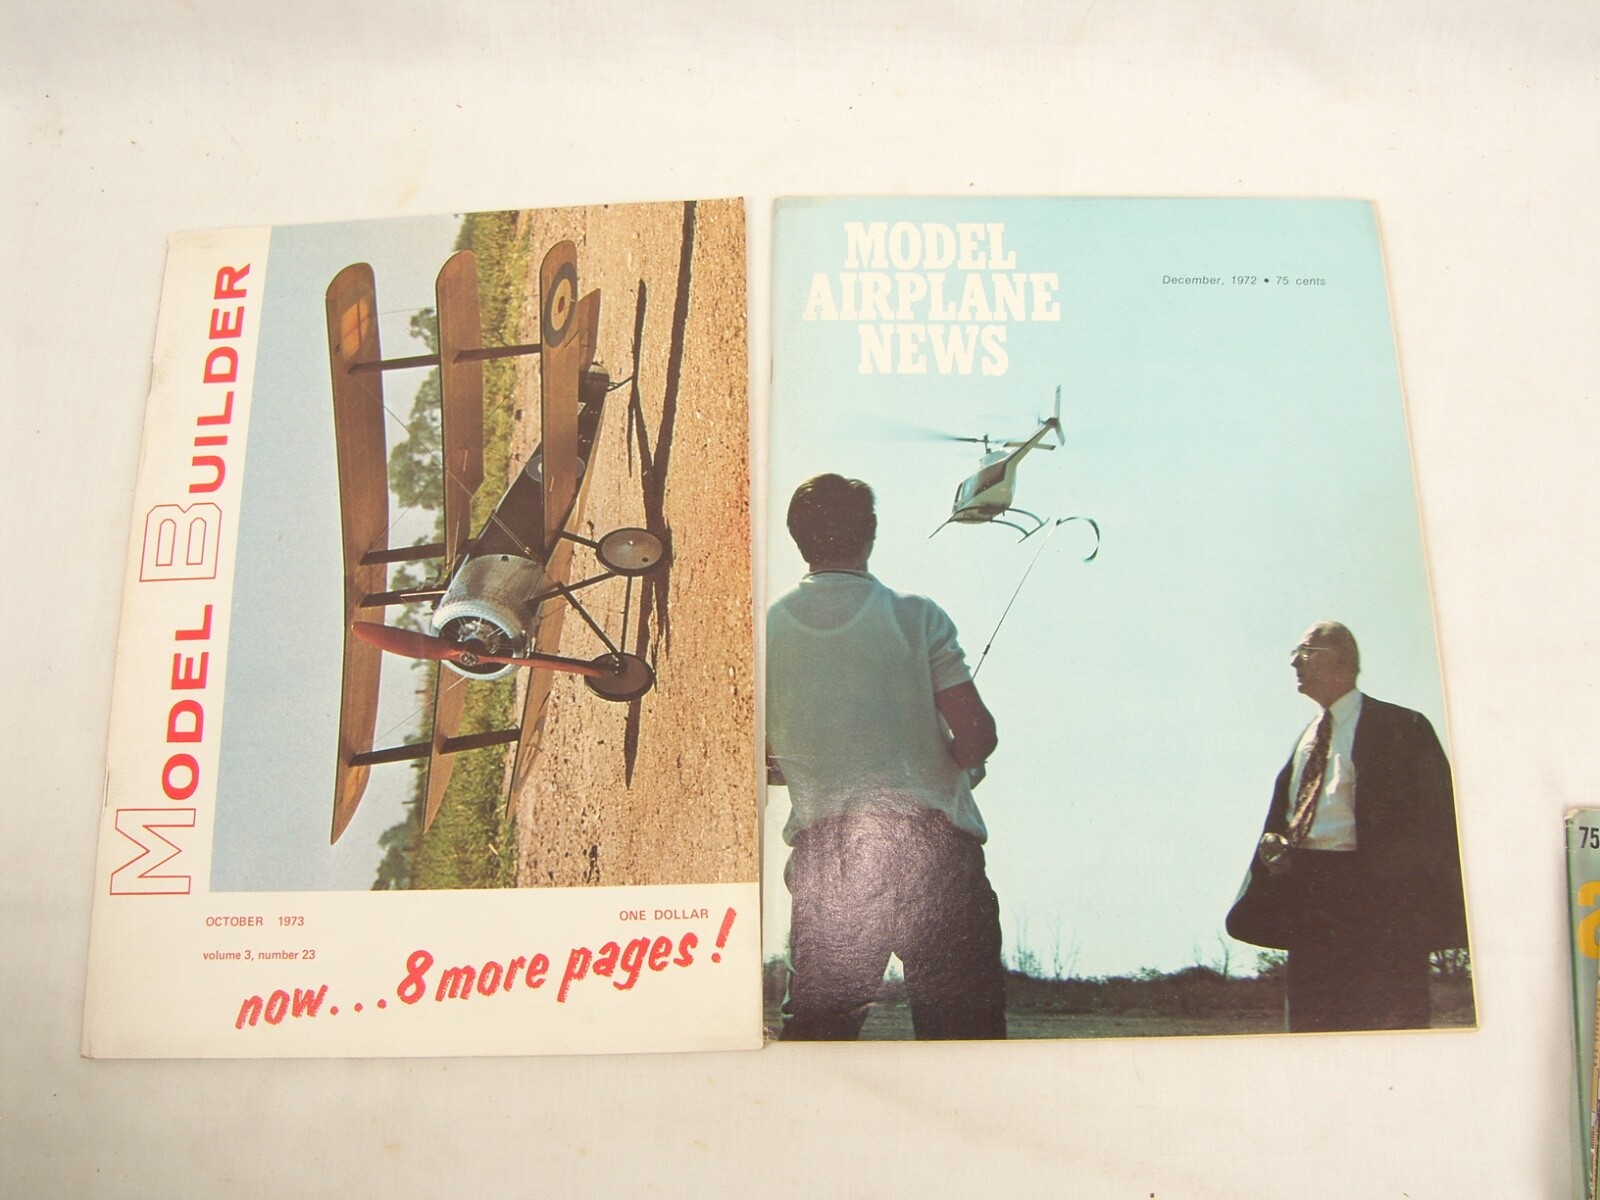 MODEL BUILDER
OCTOBER 1973
ONE DOLLAR
volume 3, number 23
now...8 more pages!
MODEL
AIRPLANE
NEWS
December, 1972 • 75 cents
75